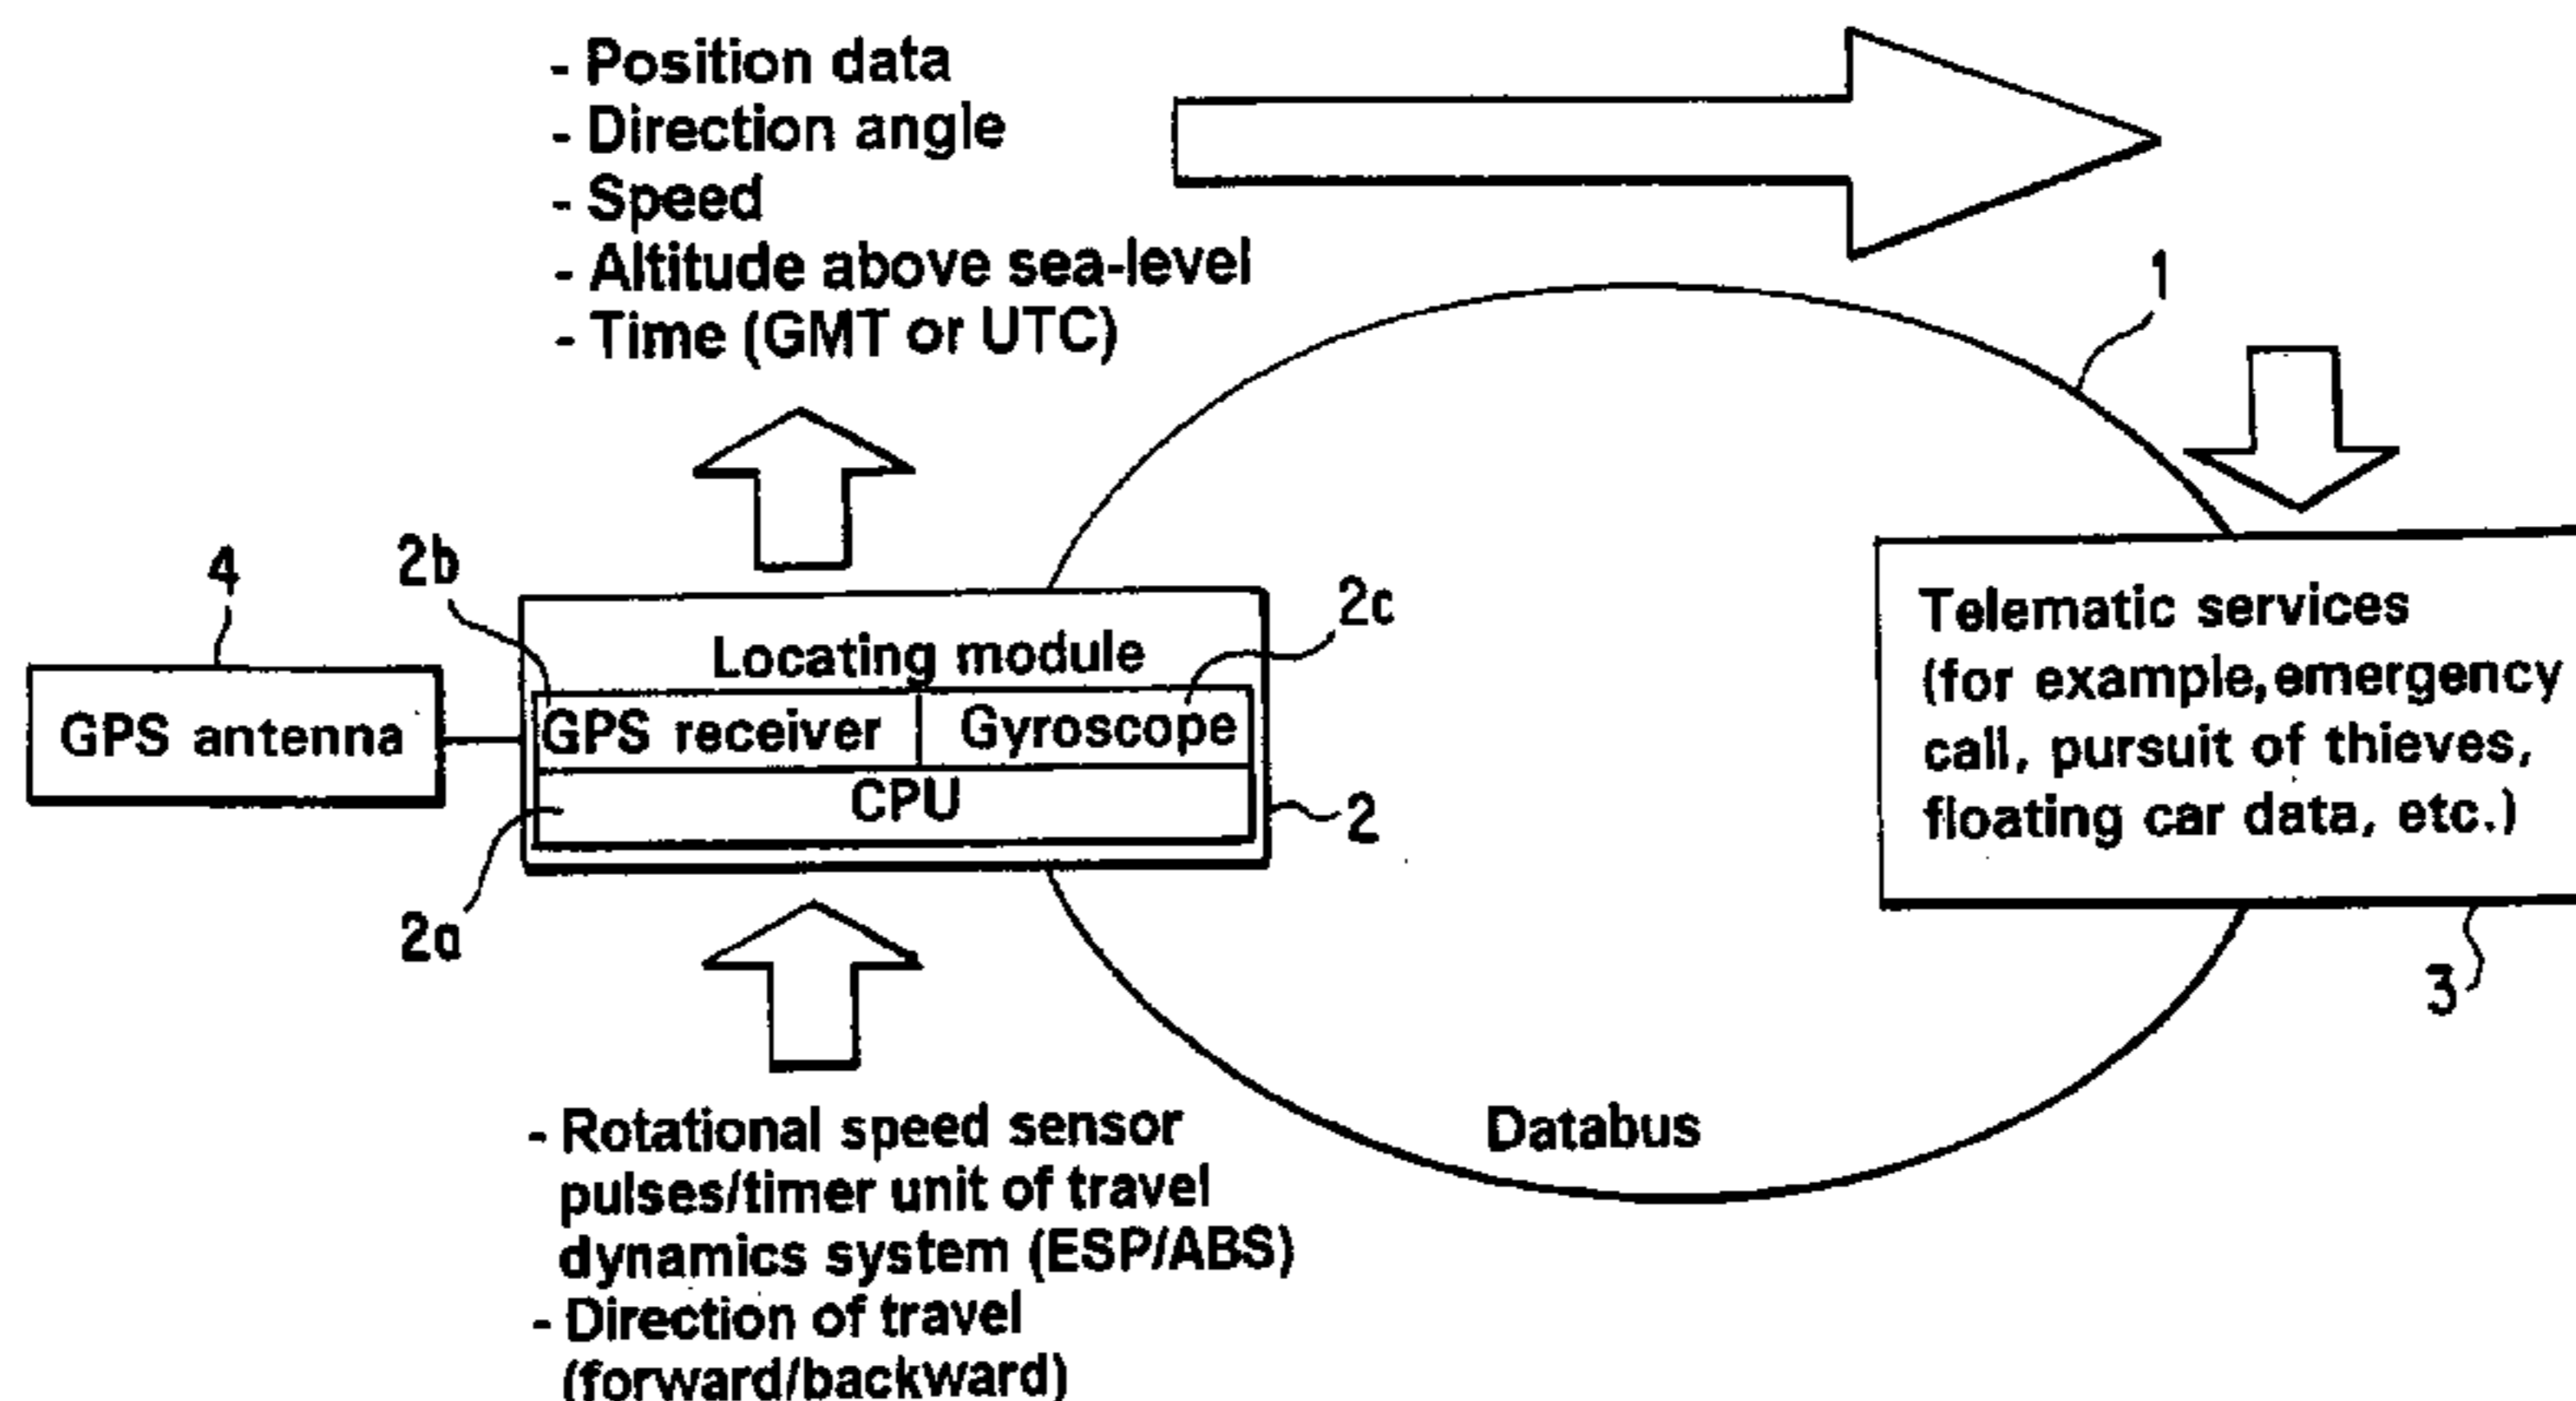 - Position data
- Direction angle
- Speed
- Altitude above sea-level
- Time (GMT or UTC)
1
4
2b
2c
Locating module
GPS antenna
GPS receiver
Gyroscope
CPU
2
2a
Telematic services
(for example,emergency
call, pursuit of thieves,
floating car data, etc.)
3
Databus
- Rotational speed sensor
pulses/timer unit of travel
dynamics system (ESP/ABS)
- Direction of travel
(forward/backward)